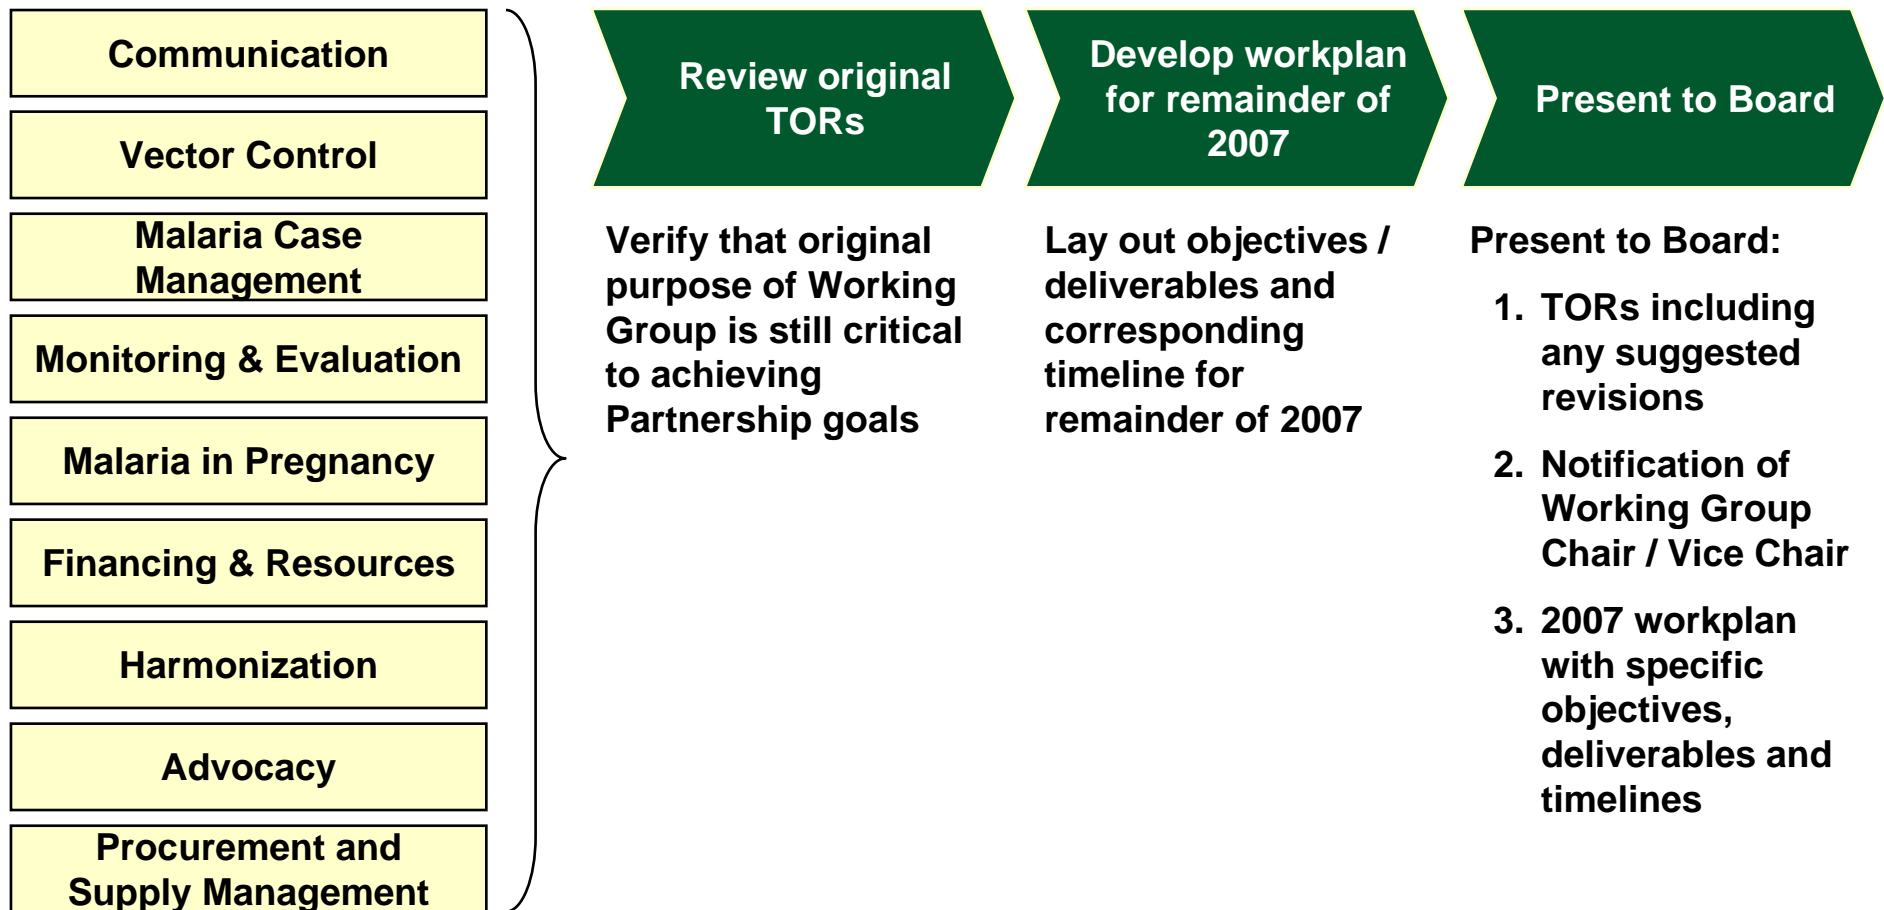 Communication
Vector Control
Malaria Case
Management
Monitoring & Evaluation
Malaria in Pregnancy
Financing & Resources
Harmonization
Advocacy
Procurement and
Supply Management
Review original
TORs
Verify that original
purpose of Working
Group is still critical
to achieving
Partnership goals
Develop workplan
for remainder of
2007
Lay out objectives /
deliverables and
corresponding
timeline for
remainder of 2007
Present to Board
Present to Board:
1. TORs including
any suggested
revisions
2. Notification of
Working Group
Chair / Vice Chair
3. 2007 workplan
with specific
objectives,
deliverables and
timelines